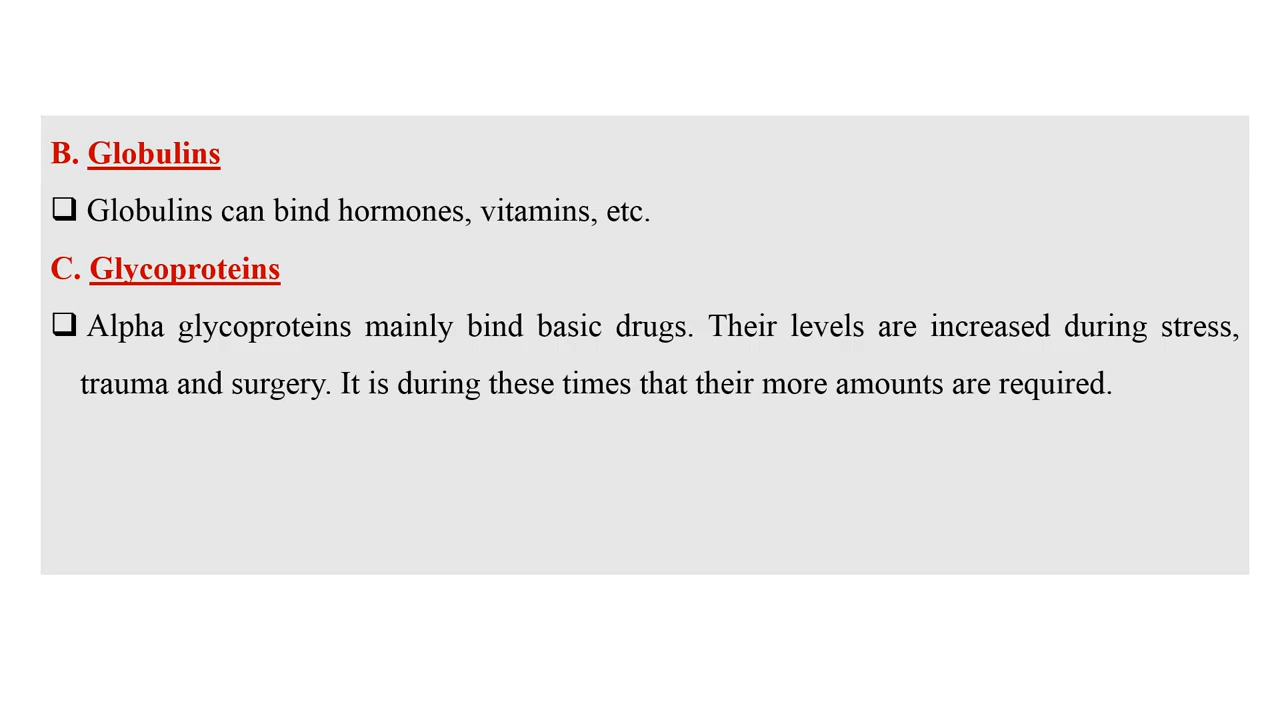 B. Globulins
❑ Globulins can bind hormones, vitamins, etc.
C. Glycoproteins
❑ Alpha glycoproteins mainly bind basic drugs. Their levels are increased during stress,
trauma and surgery. It is during these times that their more amounts are required.